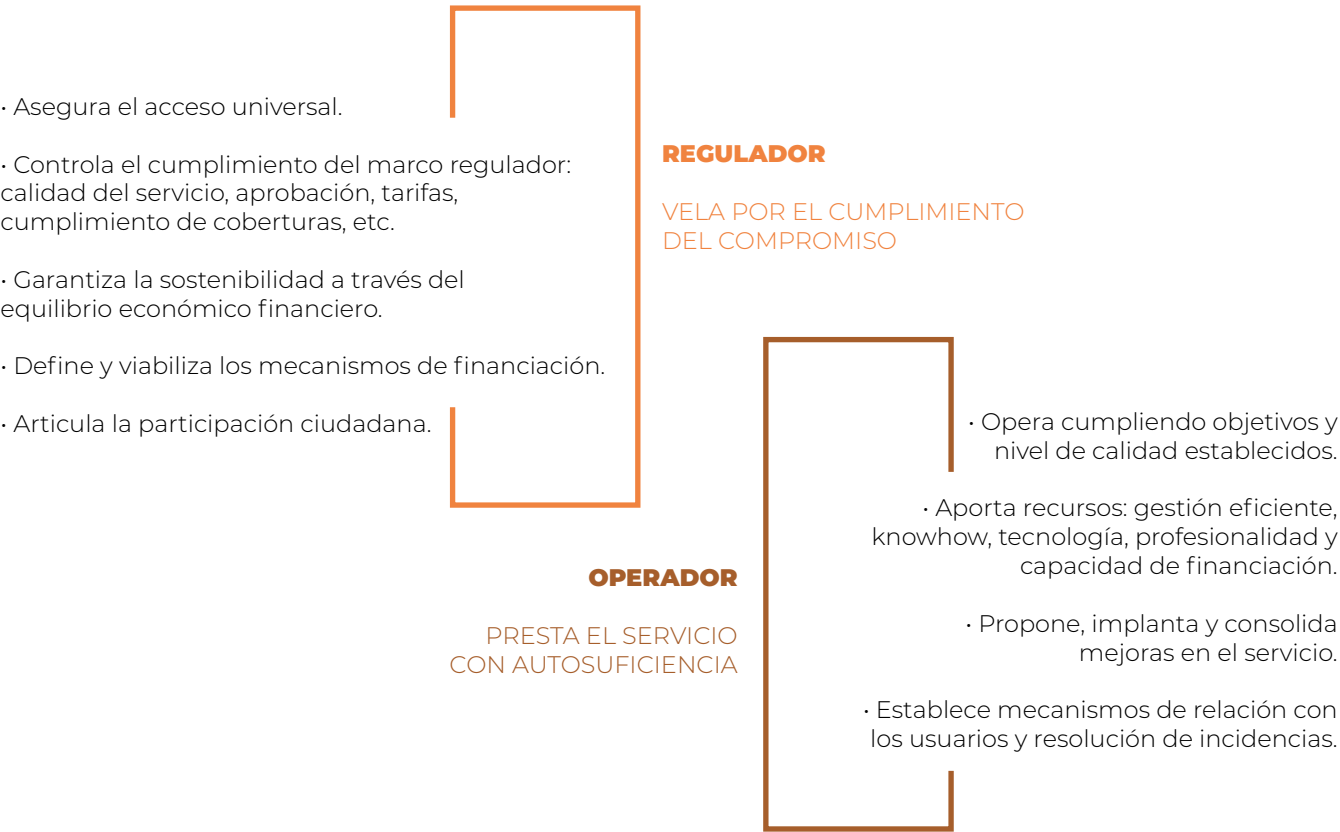 • Asegura el acceso universal.
• Controla el cumplimiento del marco regulador:
calidad del servicio, aprobación, tarifas,
cumplimiento de coberturas, etc.
• Garantiza la sostenibilidad a través del
equilibrio económico financiero.
• Define y viabiliza los mecanismos de financiación.
• Articula la participación ciudadana.
REGULADOR
VELA POR EL CUMPLIMIENTO
DEL COMPROMISO
OPERADOR
PRESTA EL SERVICIO
CON AUTOSUFICIENCIA
• Opera cumpliendo objetivos y
nivel de calidad establecidos.
• Aporta recursos: gestión eficiente,
knowhow, tecnología, profesionalidad y
capacidad de financiación.
• Propone, implanta y consolida
mejoras en el servicio.
• Establece mecanismos de relación con
los usuarios y resolución de incidencias.